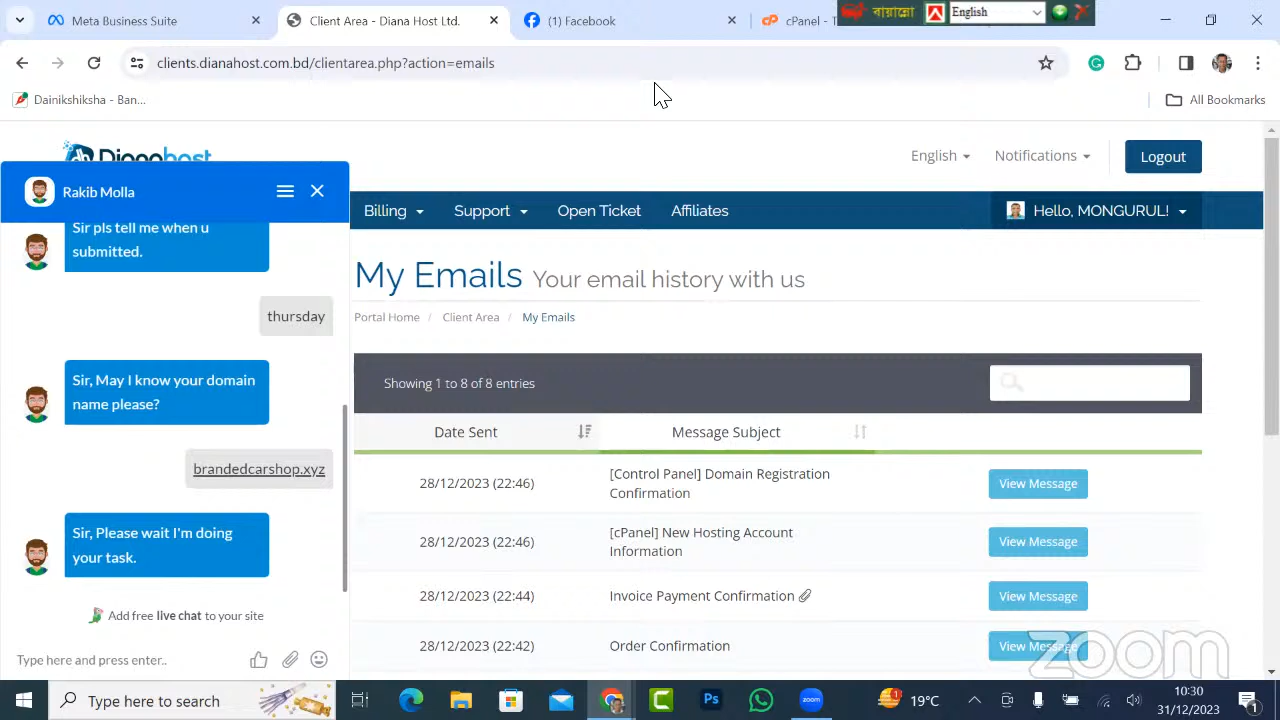 Meta Business Suite
Client Area - Diana Host Ltd.
(1) Facebook
cPanel - T
বায়ান্নো
English
clients.dianahost.com.bd/clientarea.php?action=emails
Dainikshiksha - Ban...
All Bookmarks
Dianahost
English
Notifications
Logout
Rakib Molla
Billing
Support
Open Ticket
Affiliates
Hello, MONGURUL!
Sir pls tell me when u
submitted.
thursday
Sir, May I know your domain
name please?
brandedcarshop.xyz
Sir, Please wait I'm doing
your task.
Add free live chat to your site
Type here and press enter..
My Emails Your email history with us
Portal Home / Client Area / My Emails
Showing 1 to 8 of 8 entries
Date Sent
Message Subject
28/12/2023 (22:46)
[Control Panel] Domain Registration
Confirmation
View Message
28/12/2023 (22:46)
[cPanel] New Hosting Account
Information
View Message
28/12/2023 (22:44)
Invoice Payment Confirmation
View Message
28/12/2023 (22:42)
Order Confirmation
View Message
zoom
Type here to search
Ps
zoom
1
19°C
10:30
31/12/2023
1